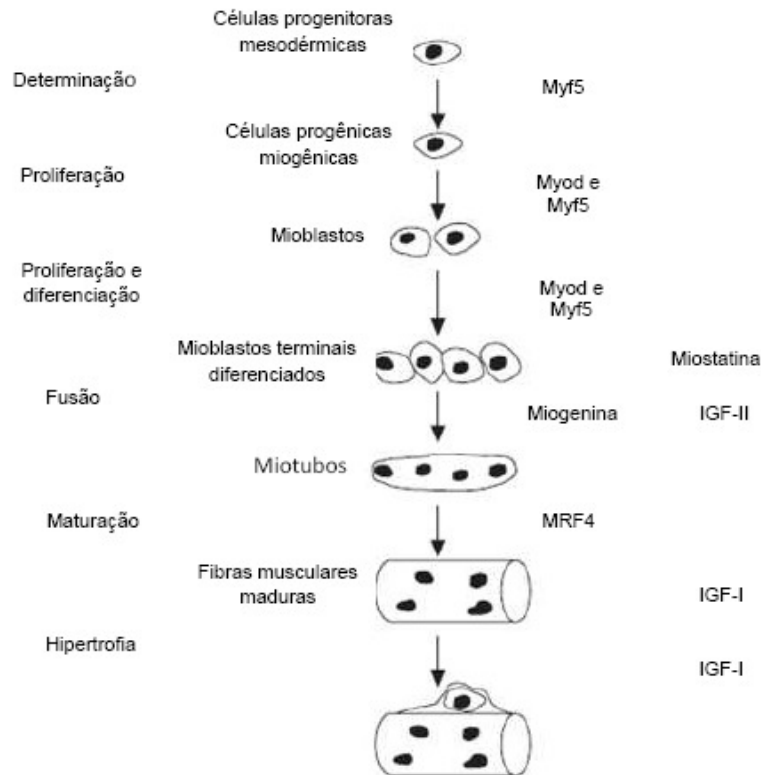 Células progenitoras
mesodérmicas
Determinação
Myf5
Células progênicas
miogênicas
Proliferação
Myod e
Myf5
Mioblastos
Proliferação e
diferenciação
Myod e
Myf5
Mioblastos terminais
diferenciados
Miostatina
Fusão
Miogenina
IGF-II
Miotubos
Maturação
MRF4
Fibras musculares
maduras
IGF-I
Hipertrofia
IGF-I